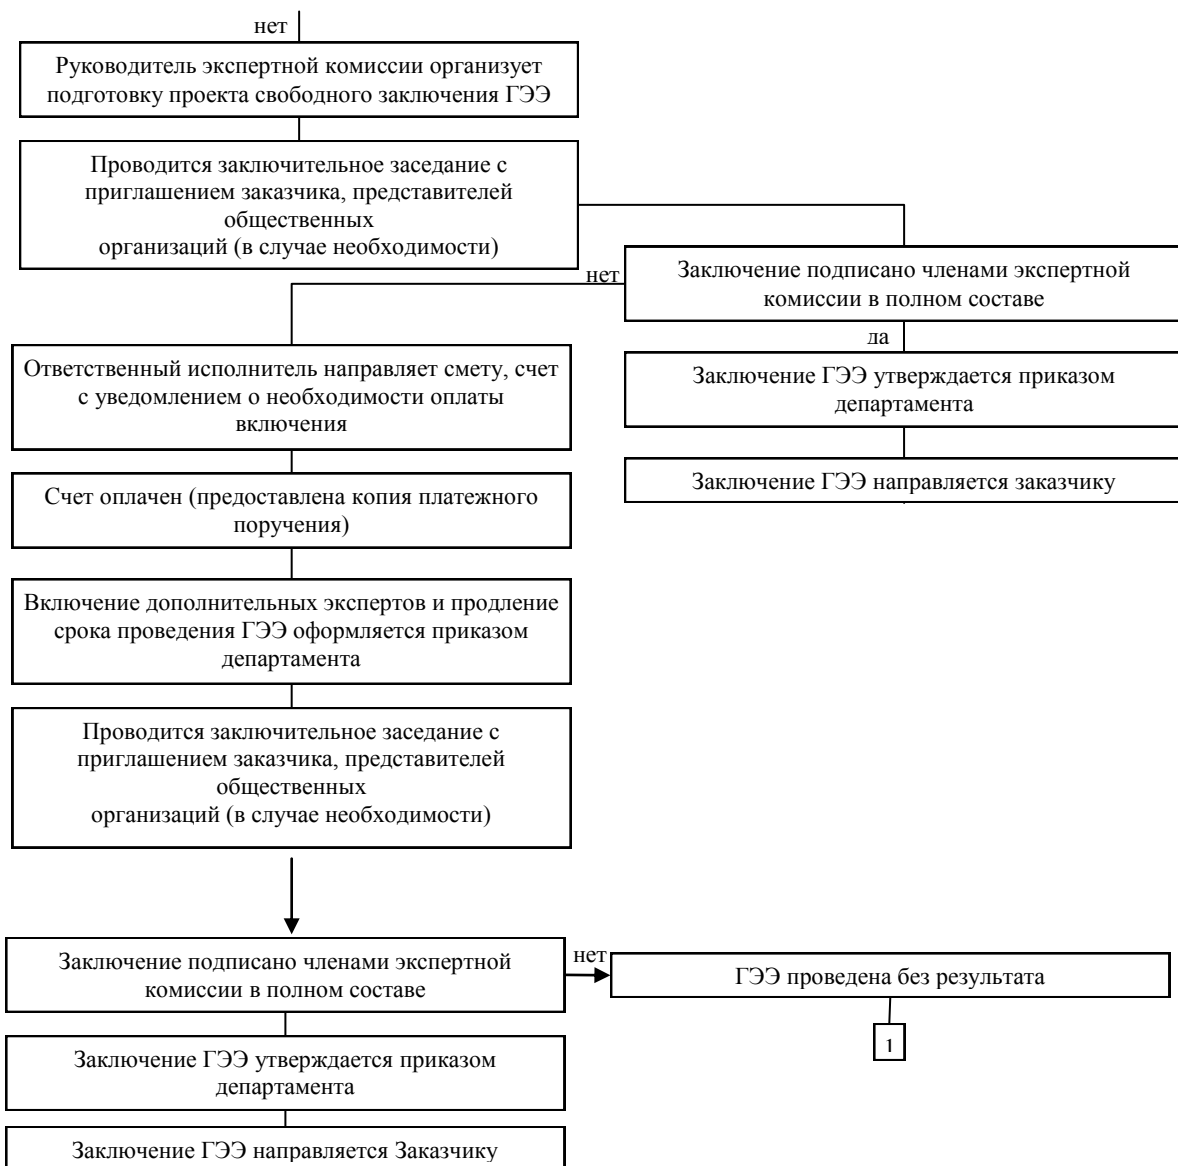 нет
Руководитель экспертной комиссии организует
подготовку проекта свободного заключения ГЭЭ
Проводится заключительное заседание с
приглашением заказчика, представителей
общественных
организаций (в случае необходимости)
Заключение подписано членами экспертной
комиссии в полном составе
нет
да
Заключение ГЭЭ утверждается приказом
департамента
Заключение ГЭЭ направляется заказчику
Ответственный исполнитель направляет смету, счет
с уведомлением о необходимости оплаты
включения
Счет оплачен (предоставлена копия платежного
поручения)
Включение дополнительных экспертов и продление
срока проведения ГЭЭ оформляется приказом
департамента
Проводится заключительное заседание с
приглашением заказчика, представителей
общественных
организаций (в случае необходимости)
Заключение подписано членами экспертной
комиссии в полном составе
нет
ГЭЭ проведена без результата
1
Заключение ГЭЭ утверждается приказом
департамента
Заключение ГЭЭ направляется Заказчику